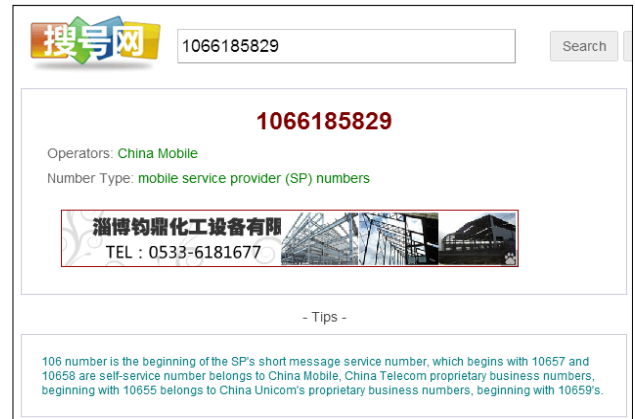 搜号网
1066185829
Search
1066185829
Operators: China Mobile
Number Type: mobile service provider (SP) numbers
淄博钧鼎化工设备有限
TEL：0533-6181677
- Tips -
106 number is the beginning of the SP's short message service number, which begins with 10657 and
10658 are self-service number belongs to China Mobile, China Telecom proprietary business numbers,
beginning with 10655 belongs to China Unicom's proprietary business numbers, beginning with 10659's.